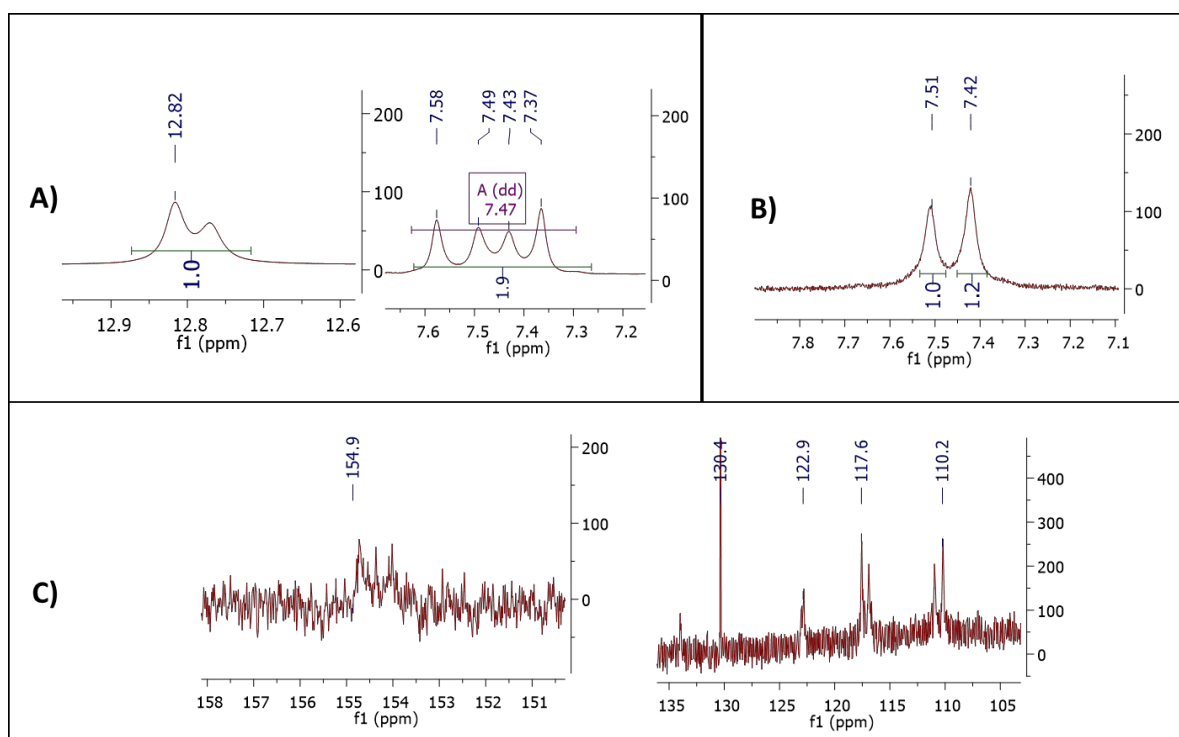 A)
12.82
200
100
0
1.0
12.9 12.8 12.7 12.6
f1 (ppm)
7.58 7.49 7.43 7.37
A (dd)
7.47
200
100
0
1.9
7.6 7.5 7.4 7.3 7.2
f1 (ppm)
B)
7.51 7.42
200
100
0
1.0 1.2
7.8 7.7 7.6 7.5 7.4 7.3 7.2 7.1
f1 (ppm)
C)
154.9
200
100
0
158 157 156 155 154 153 152 151
f1 (ppm)
130.4 122.9 117.6 110.2
400
300
200
100
0
135 130 125 120 115 110 105
f1 (ppm)